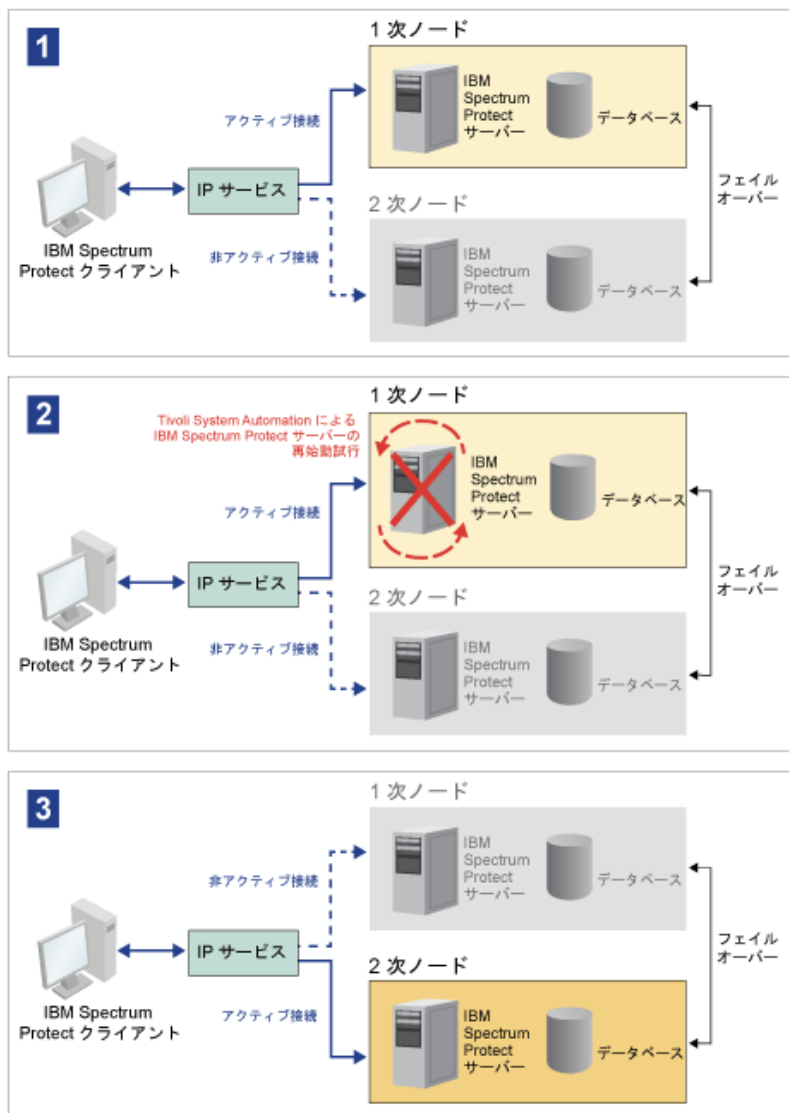 1
1 次ノード
IBM
Spectrum
Protect
サーバー
データベース
アクティブ接続
IP サービス
非アクティブ接続
IBM Spectrum
Protect クライアント
2 次ノード
IBM
Spectrum
Protect
サーバー
データベース
フェイル
オーバー
2
1 次ノード
Tivoli System Automation による
IBM Spectrum Protect サーバーの
再始動試行
IBM
Spectrum
Protect
サーバー
データベース
アクティブ接続
IP サービス
非アクティブ接続
IBM Spectrum
Protect クライアント
2 次ノード
IBM
Spectrum
Protect
サーバー
データベース
フェイル
オーバー
3
1 次ノード
IBM
Spectrum
Protect
サーバー
データベース
非アクティブ接続
IP サービス
アクティブ接続
IBM Spectrum
Protect クライアント
2 次ノード
IBM
Spectrum
Protect
サーバー
データベース
フェイル
オーバー